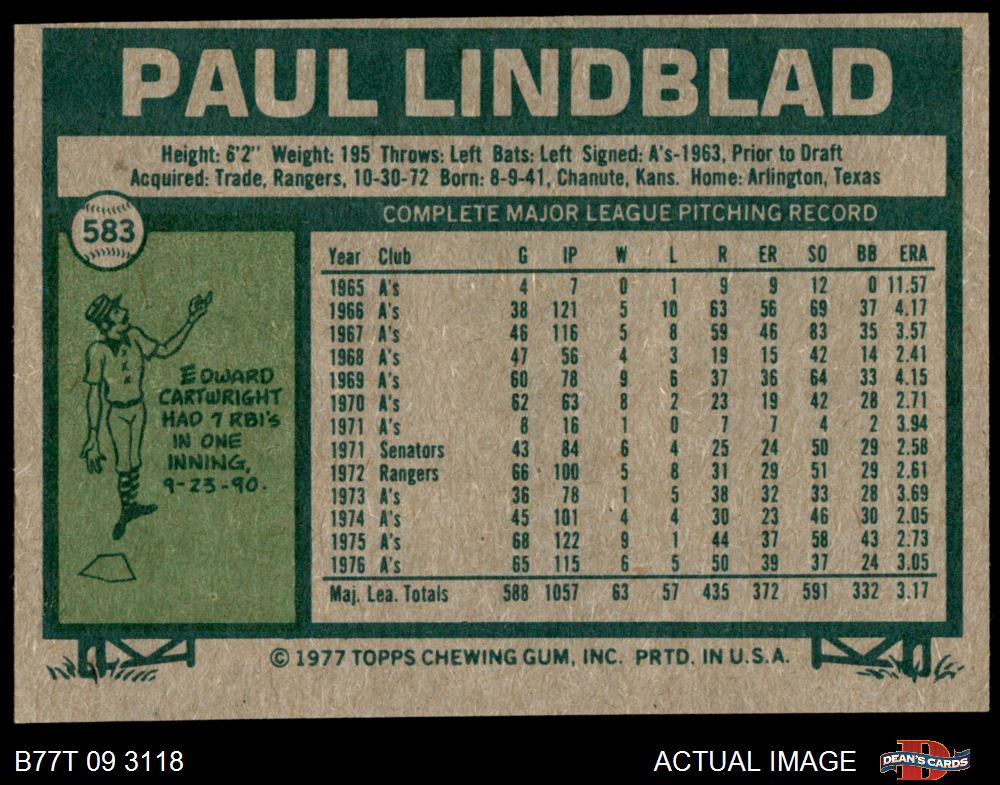 PAUL LINDBLAD
Height: 6'2" Weight: 195 Throws: Left Bats: Left Signed: A's-1963, Prior to Draft
Acquired: Trade, Rangers, 10-30-72 Born: 8-9-41, Chanute, Kans. Home: Arlington, Texas
583
COMPLETE MAJOR LEAGUE PITCHING RECORD
EDWARD
CARTWRIGHT
HAD 7 RBI's
IN ONE
INNING,
9-23-90.
Year Club G IP W L R ER SO BB ERA
1965 A's 4 7 0 1 9 9 12 0 11.57
1966 A's 38 121 5 10 63 56 69 37 4.17
1967 A's 46 116 5 8 59 46 83 35 3.57
1968 A's 47 56 4 3 19 15 42 14 2.41
1969 A's 60 78 9 6 37 36 64 33 4.15
1970 A's 62 63 8 2 23 19 42 28 2.71
1971 A's 8 16 1 0 7 7 4 2 3.94
1971 Senators 43 84 6 4 25 24 50 29 2.58
1972 Rangers 66 100 5 8 31 29 51 29 2.61
1973 A's 36 78 1 5 38 32 33 28 3.69
1974 A's 45 101 4 4 30 23 46 30 2.05
1975 A's 68 122 9 1 44 37 58 43 2.73
1976 A's 65 115 6 5 50 39 37 24 3.05
Maj. Lea. Totals 588 1057 63 57 435 372 591 332 3.17
© 1977 TOPPS CHEWING GUM, INC. PRTD. IN U.S.A.
B77T 09 3118
ACTUAL IMAGE
D
DEAN'S CARDS